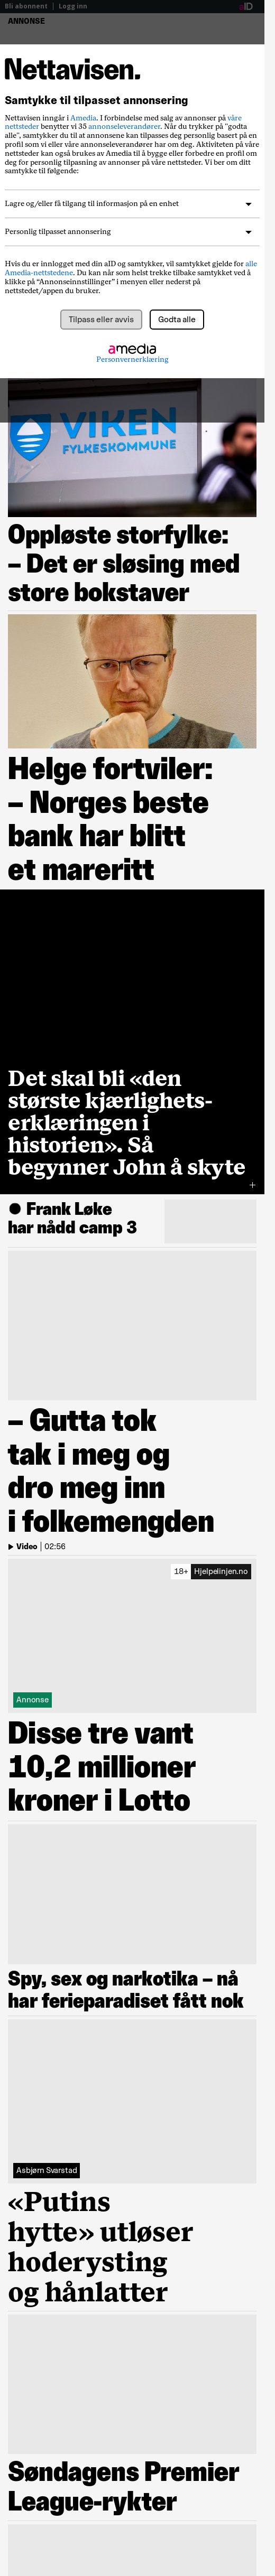 Bli abonnent | Logg inn
aID
ANNONSE
Nettavisen.
Samtykke til tilpasset annonsering
Nettavisen inngår i Amedia. I forbindelse med salg av annonser på våre
nettsteder benytter vi 35 annonseleverandører. Når du trykker på "godta
alle", samtykker du til at annonsene kan tilpasses deg personlig basert på en
profil som vi eller våre annonseleverandører har om deg. Aktiviteten på våre
nettsteder kan også brukes av Amedia til å bygge eller forbedre en profil om
deg for personlig tilpasning av annonser på våre nettsteder. Vi ber om ditt
samtykke til følgende:
Lagre og/eller få tilgang til informasjon på en enhet
Personlig tilpasset annonsering
Hvis du er innlogget med din aID og samtykker, vil samtykket gjelde for alle
Amedia-nettstedene. Du kan når som helst trekke tilbake samtykket ved å
klikke på “Annonseinnstillinger” i menyen eller nederst på
nettstedet/appen du bruker.
Tilpass eller avvis
Godta alle
amedia
Personvernerklæring
VIKEN
FYLKESKOMMUNE
Oppløste storfylke:
– Det er sløsing med
store bokstaver
Helge fortviler:
– Norges beste
bank har blitt
et mareritt
Det skal bli «den
største kjærlighets-
erklæringen i
historien». Så
begynner John å skyte
+
● Frank Løke
har nådd camp 3
– Gutta tok
tak i meg og
dro meg inn
i folkemengden
Video | 02:56
18+ Hjelpelinjen.no
Annonse
Disse tre vant
10,2 millioner
kroner i Lotto
Spy, sex og narkotika – nå
har ferieparadiset fått nok
Asbjørn Svarstad
«Putins
hytte» utløser
hoderysting
og hånlatter
Søndagens Premier
League-rykter